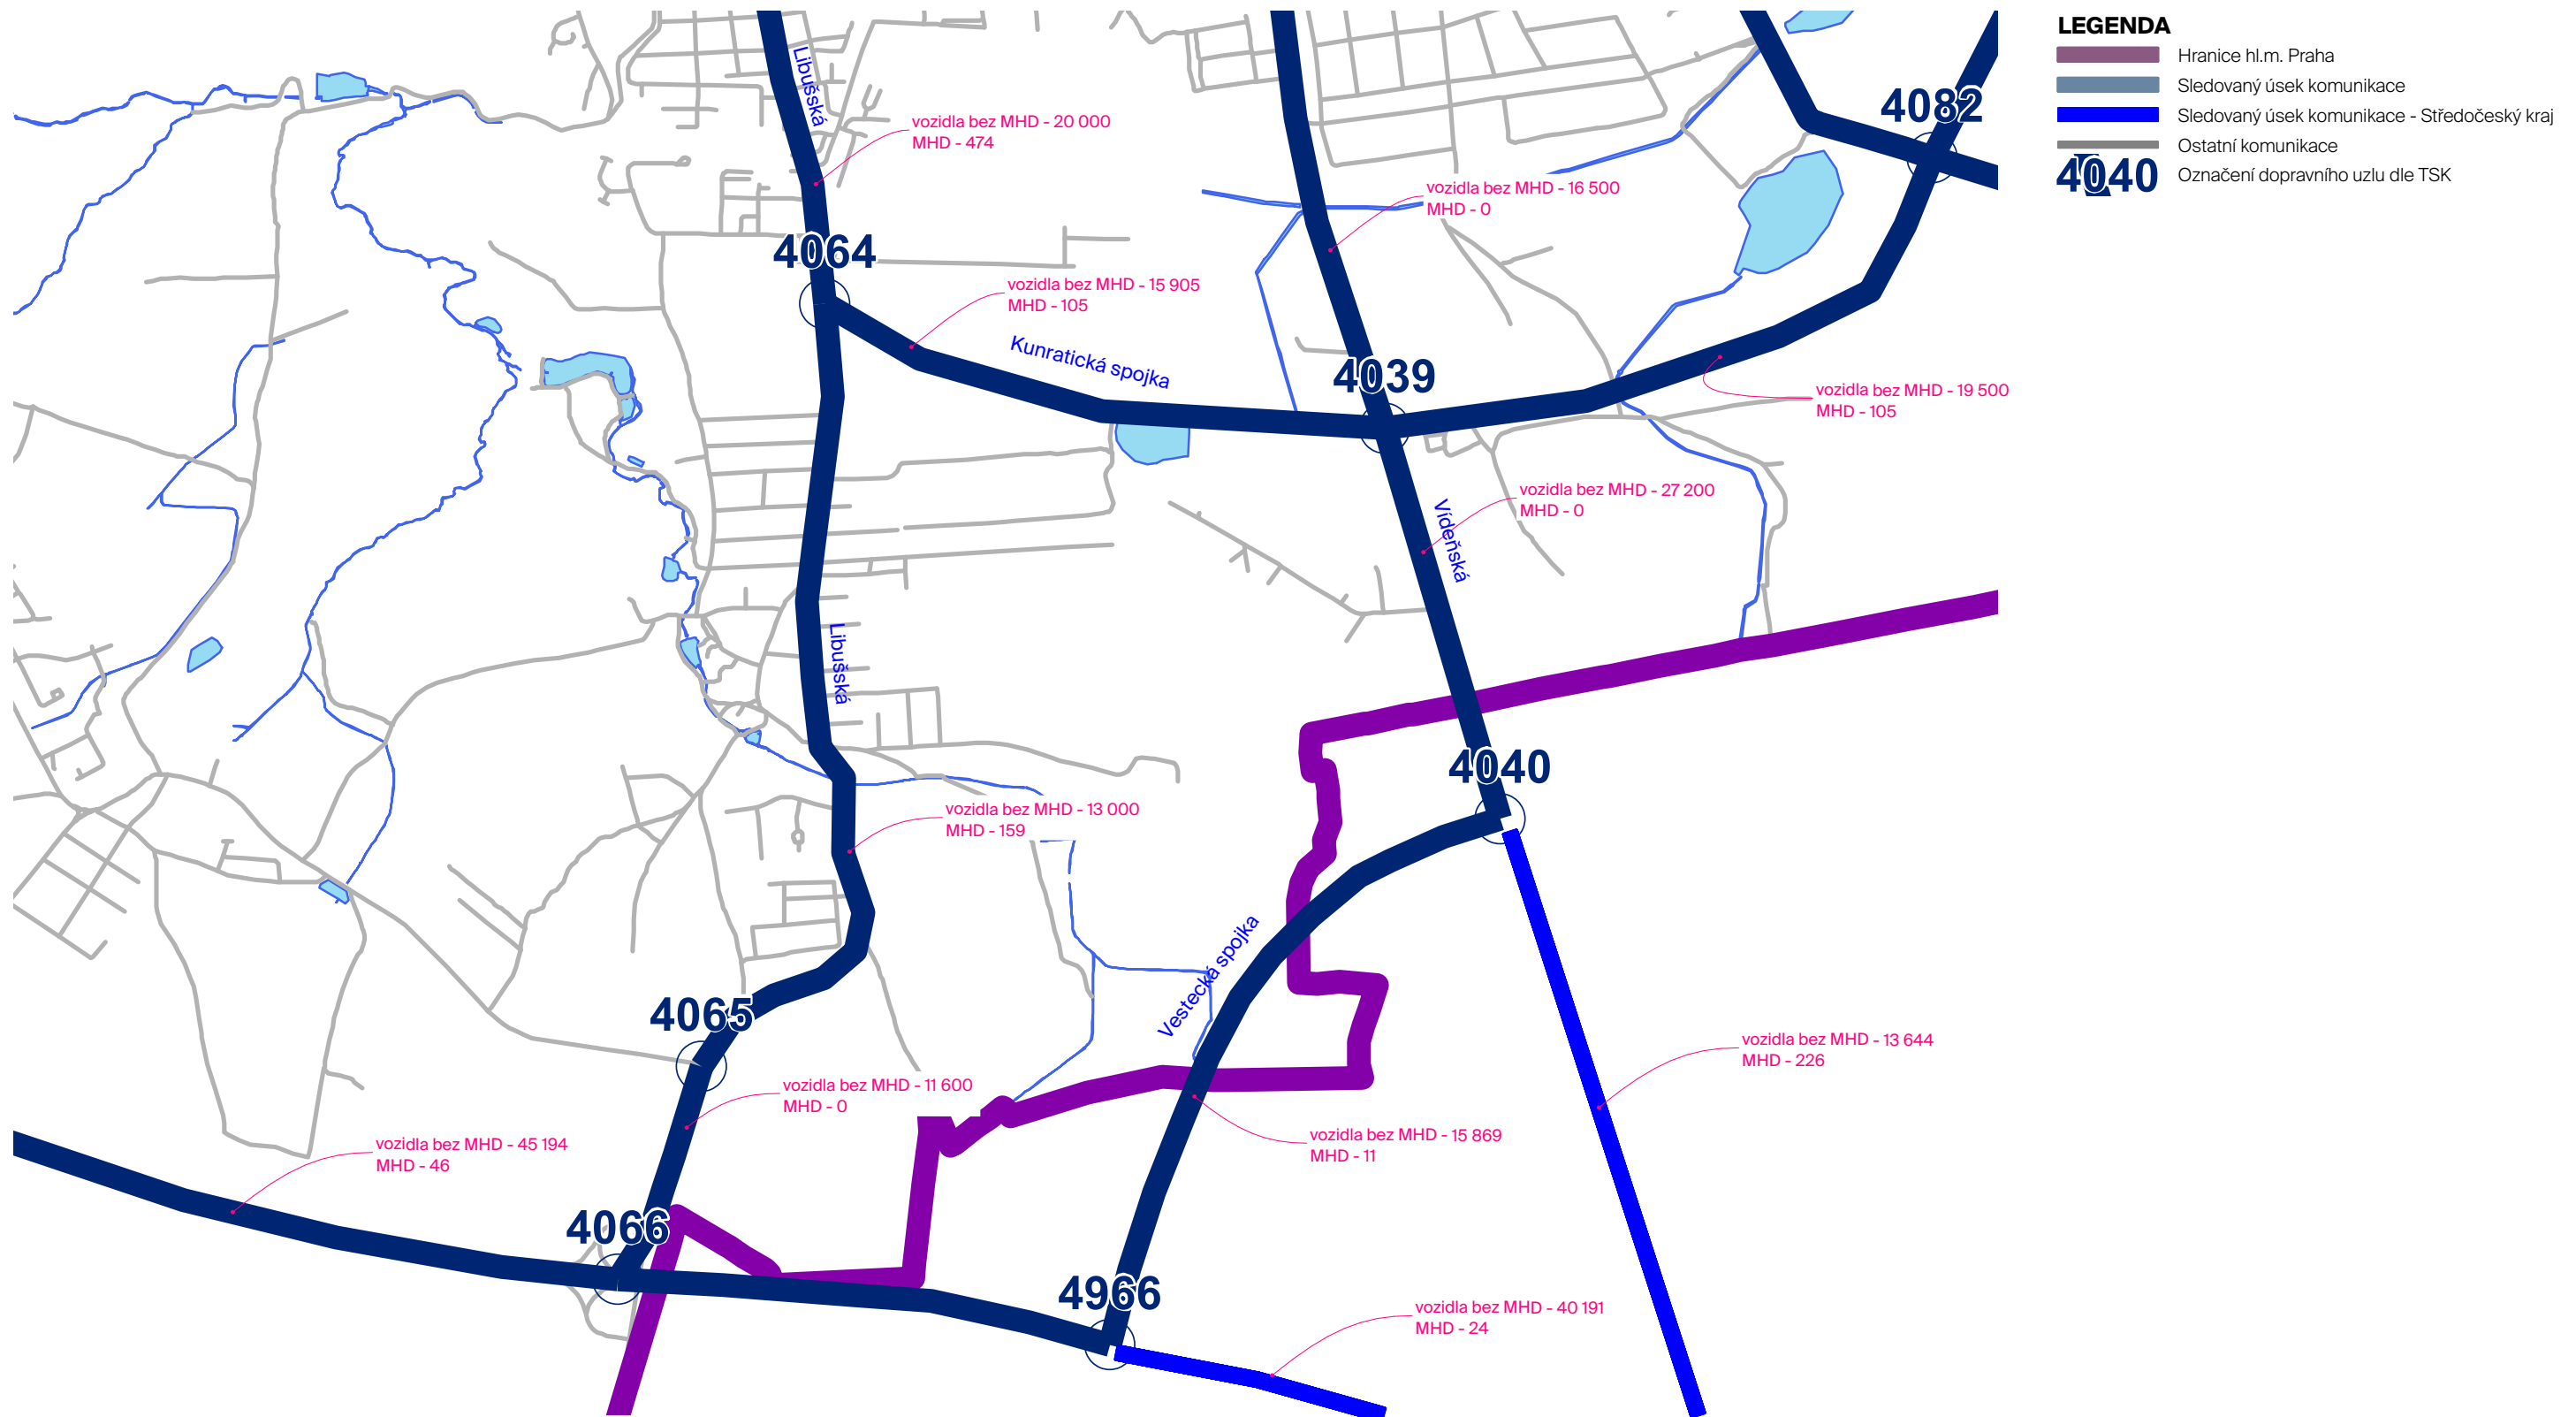 LEGENDA
Hranice hl.m. Praha
Sledovaný úsek komunikace
Sledovaný úsek komunikace - Středočeský kraj
Ostatní komunikace
4040
Označení dopravního uzlu dle TSK
Libušská
4082
vozidla bez MHD - 20 000
MHD - 474
vozidla bez MHD - 16 500
MHD - 0
4064
vozidla bez MHD - 15 905
MHD - 105
Kunratická spojka
4039
vozidla bez MHD - 19 500
MHD - 105
vozidla bez MHD - 27 200
MHD - 0
Vídeňská
Libušská
4040
vozidla bez MHD - 13 000
MHD - 159
Vestecká spojka
4065
vozidla bez MHD - 13 644
MHD - 226
vozidla bez MHD - 11 600
MHD - 0
vozidla bez MHD - 45 194
MHD - 46
vozidla bez MHD - 15 869
MHD - 11
4066
4966
vozidla bez MHD - 40 191
MHD - 24